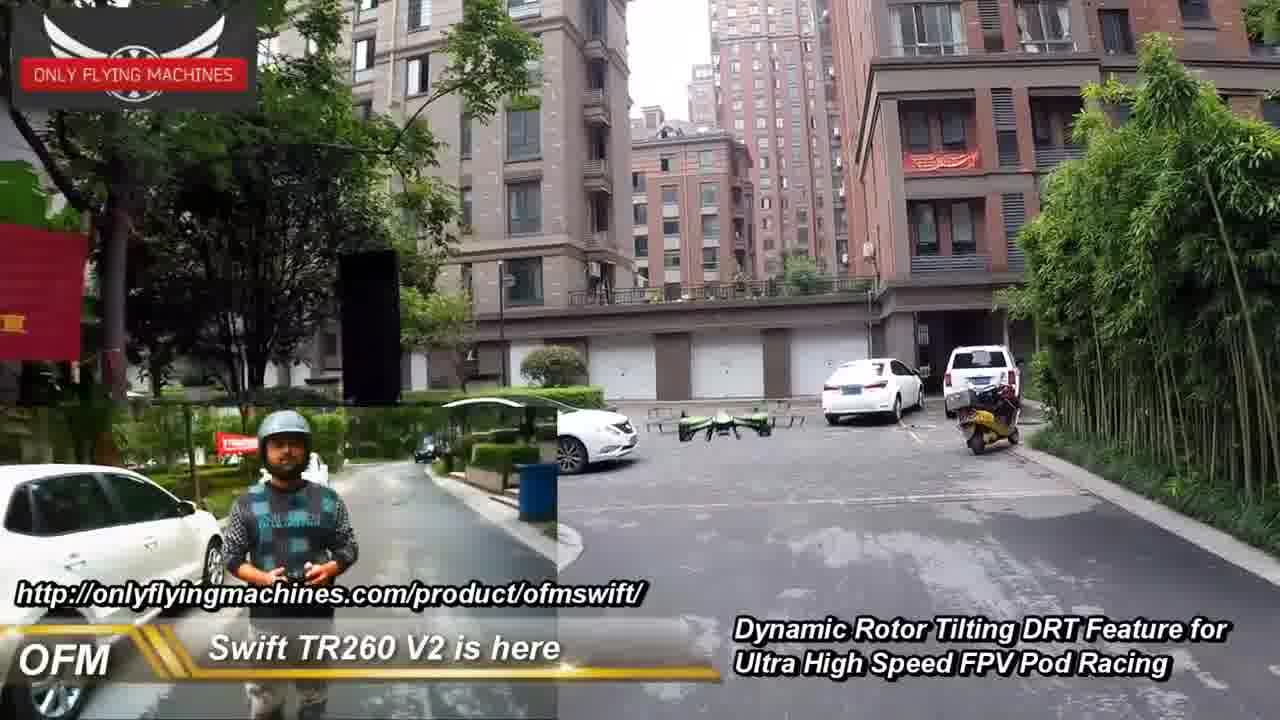 ONLY FLYING MACHINES
http://onlyflyingmachines.com/product/ofmswift/
OFM
Swift TR260 V2 is here
Dynamic Rotor Tilting DRT Feature for
Ultra High Speed FPV Pod Racing